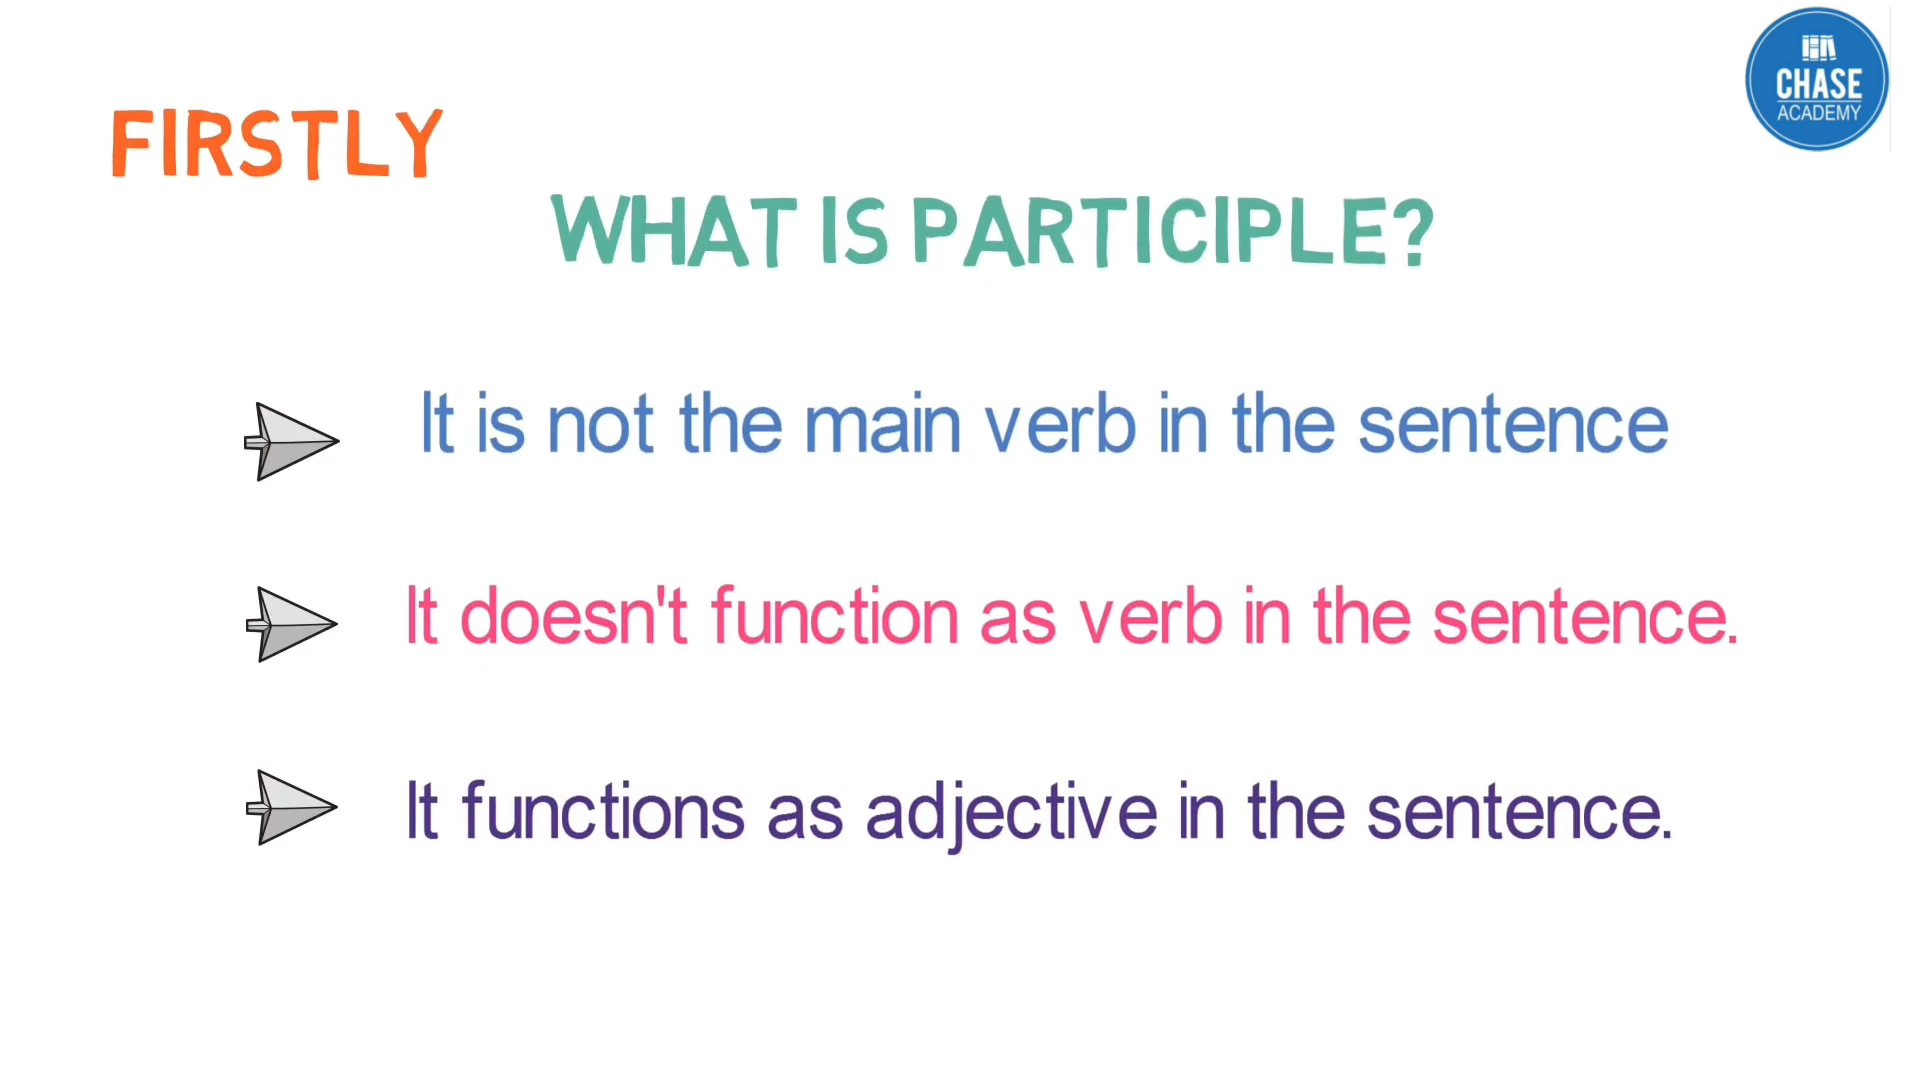 CHASE
ACADEMY
FIRSTLY
WHAT IS PARTICIPLE?
It is not the main verb in the sentence
It doesn't function as verb in the sentence.
It functions as adjective in the sentence.